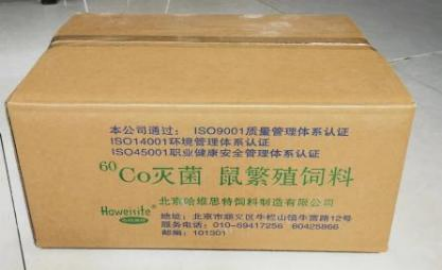 本公司通过: ISO9001质量管理体系认证
ISO14001环境管理体系认证
ISO45001职业健康安全管理体系认证
60Co灭菌 鼠繁殖饲料
Haweisite®
北京哈维思特饲料制造有限公司
地址: 北京市顺义区牛栏山镇牛富路12号
服务电话: 010-69417256 60425866
邮编: 101301